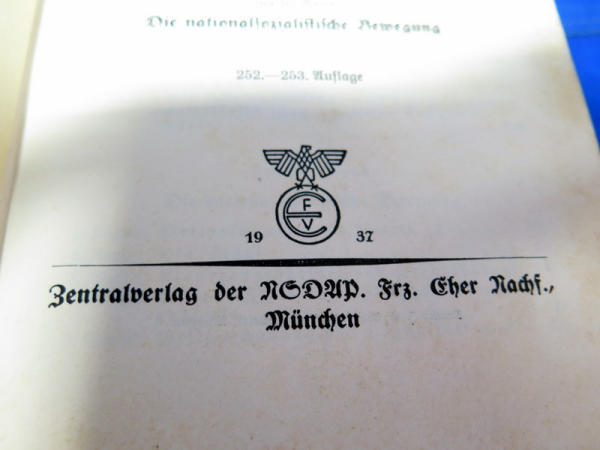 Die nationalsozialistische Bewegung
252.—253. Auflage
F
E
V
19 37
Zentralverlag der NSDAP. Frz. Eher Nachf.,
München